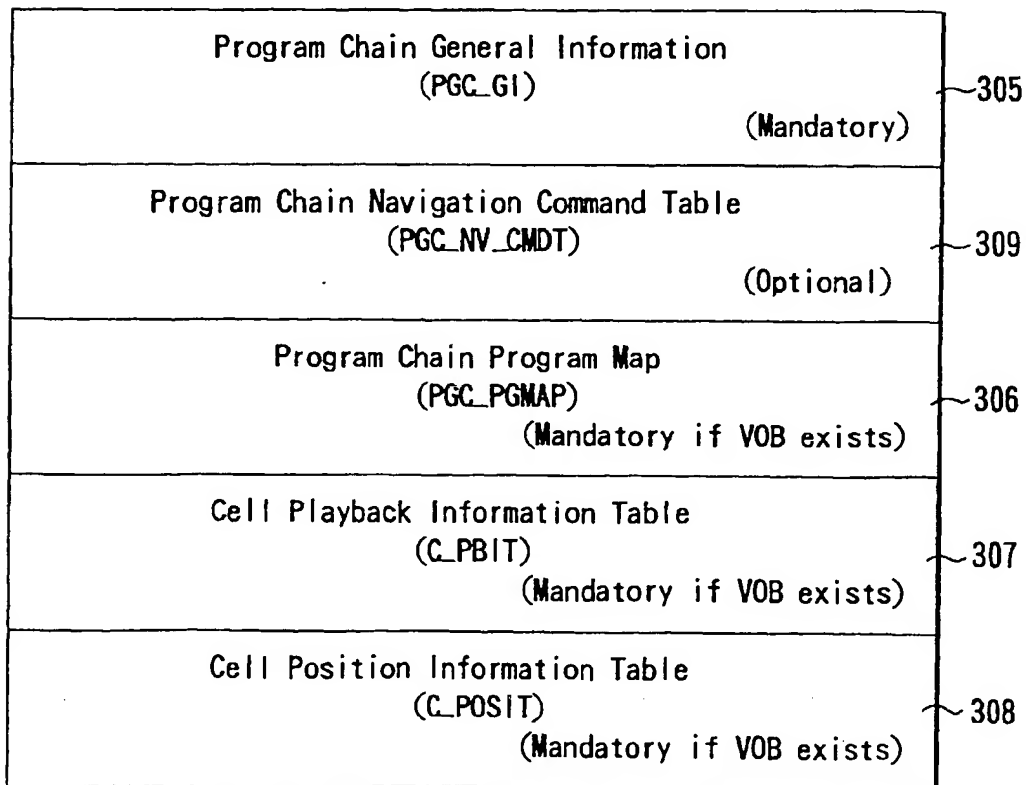 Program Chain General Information
(PGC_GI)
(Mandatory)
305
Program Chain Navigation Command Table
(PGC_NV_CMDT)
(Optional)
309
Program Chain Program Map
(PGC_PGMAP)
(Mandatory if VOB exists)
306
Cell Playback Information Table
(C_PBIT)
(Mandatory if VOB exists)
307
Cell Position Information Table
(C_POSIT)
(Mandatory if VOB exists)
308